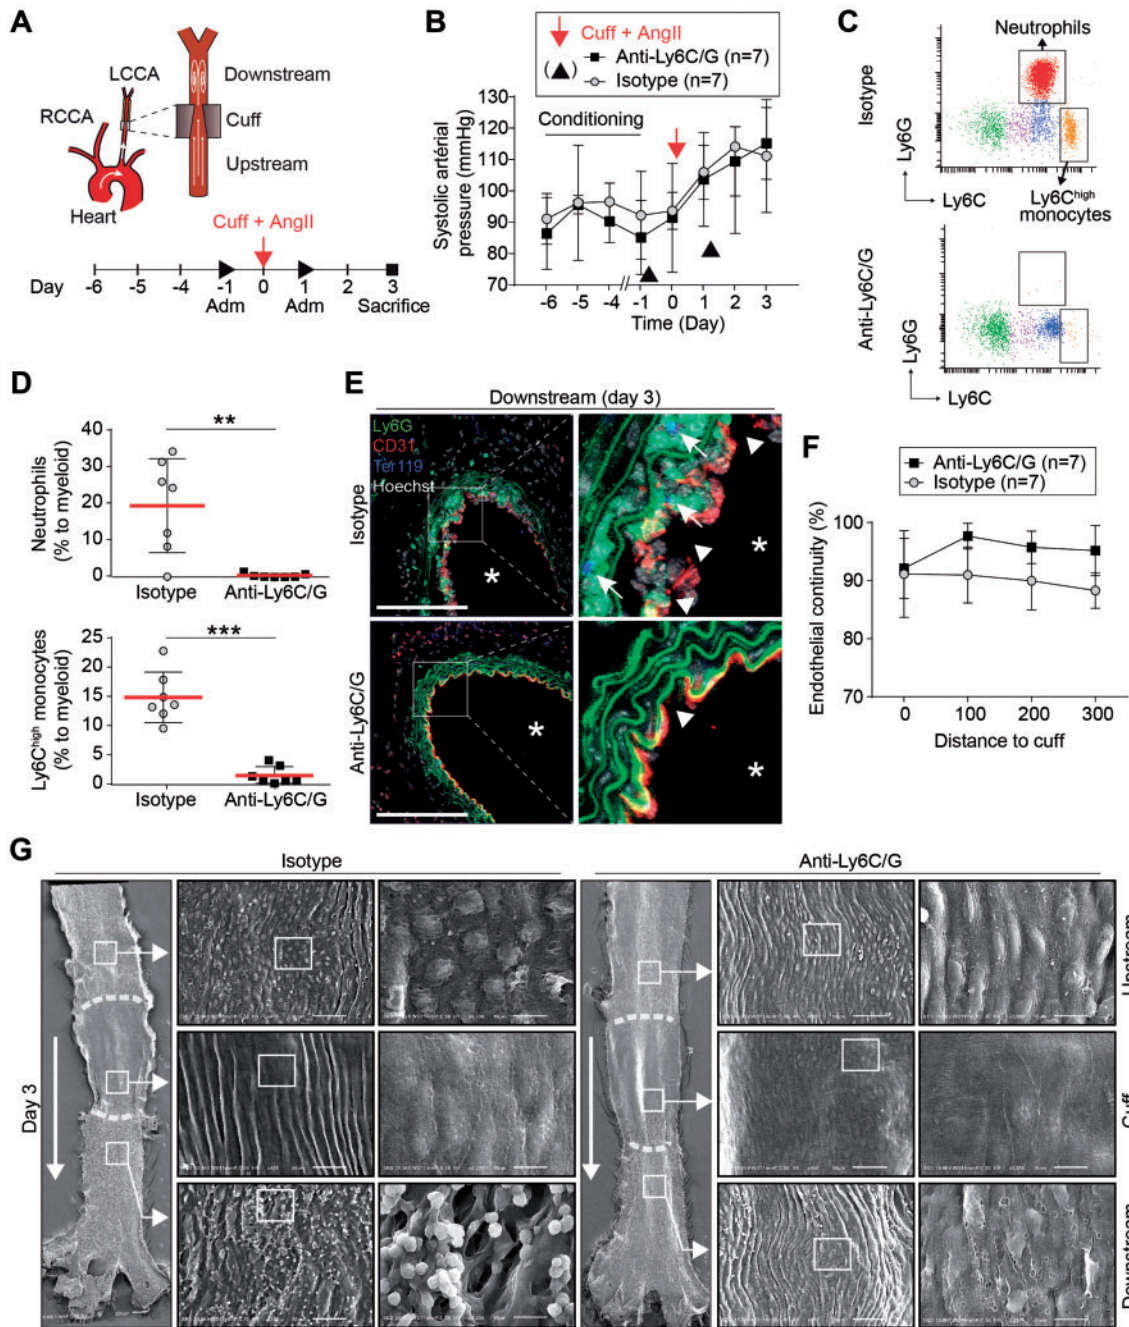 A
LCCA
RCCA
Heart
Downstream
Cuff
Upstream
Cuff + AngII
Day
-6 -5 -4 -1 0 1 2 3
Adm Adm Sacrifice
B
Cuff + AngII
Anti-Ly6C/G (n=7)
Isotype (n=7)
Conditioning
Systolic artérial
pressure (mmHg)
130
120
110
100
90
80
70
-6 -5 -4 -1 0 1 2 3
Time (Day)
C
Neutrophils
Isotype
Ly6G
Ly6C
Ly6Chigh
monocytes
Anti-Ly6C/G
Ly6G
Ly6C
D
Neutrophils
(% to myeloid)
40
30
20
10
0
**
Isotype Anti-Ly6C/G
Ly6Chigh monocytes
(% to myeloid)
25
20
15
10
5
0
***
Isotype Anti-Ly6C/G
E
Downstream (day 3)
Ly6G
CD31
Ter119
Hoechst
Isotype
* *
Anti-Ly6C/G
* *
F
Anti-Ly6C/G (n=7)
Isotype (n=7)
Endothelial continuity (%)
100
90
80
70
0 100 200 300
Distance to cuff
G
Isotype
Anti-Ly6C/G
Day 3
Upstream
Cuff
Downstream